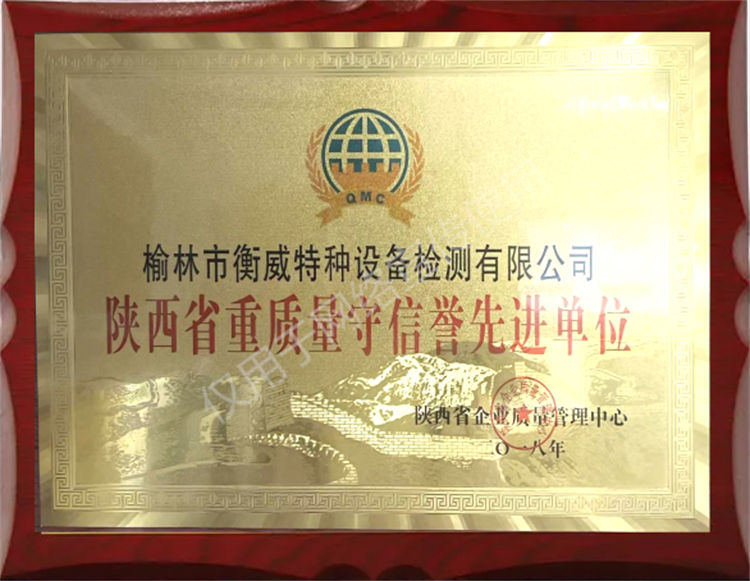 QMC
榆林市衡威特种设备检测有限公司
陕西省重质量守信誉先进单位
陕西省企业质量管理中心
二〇一八年